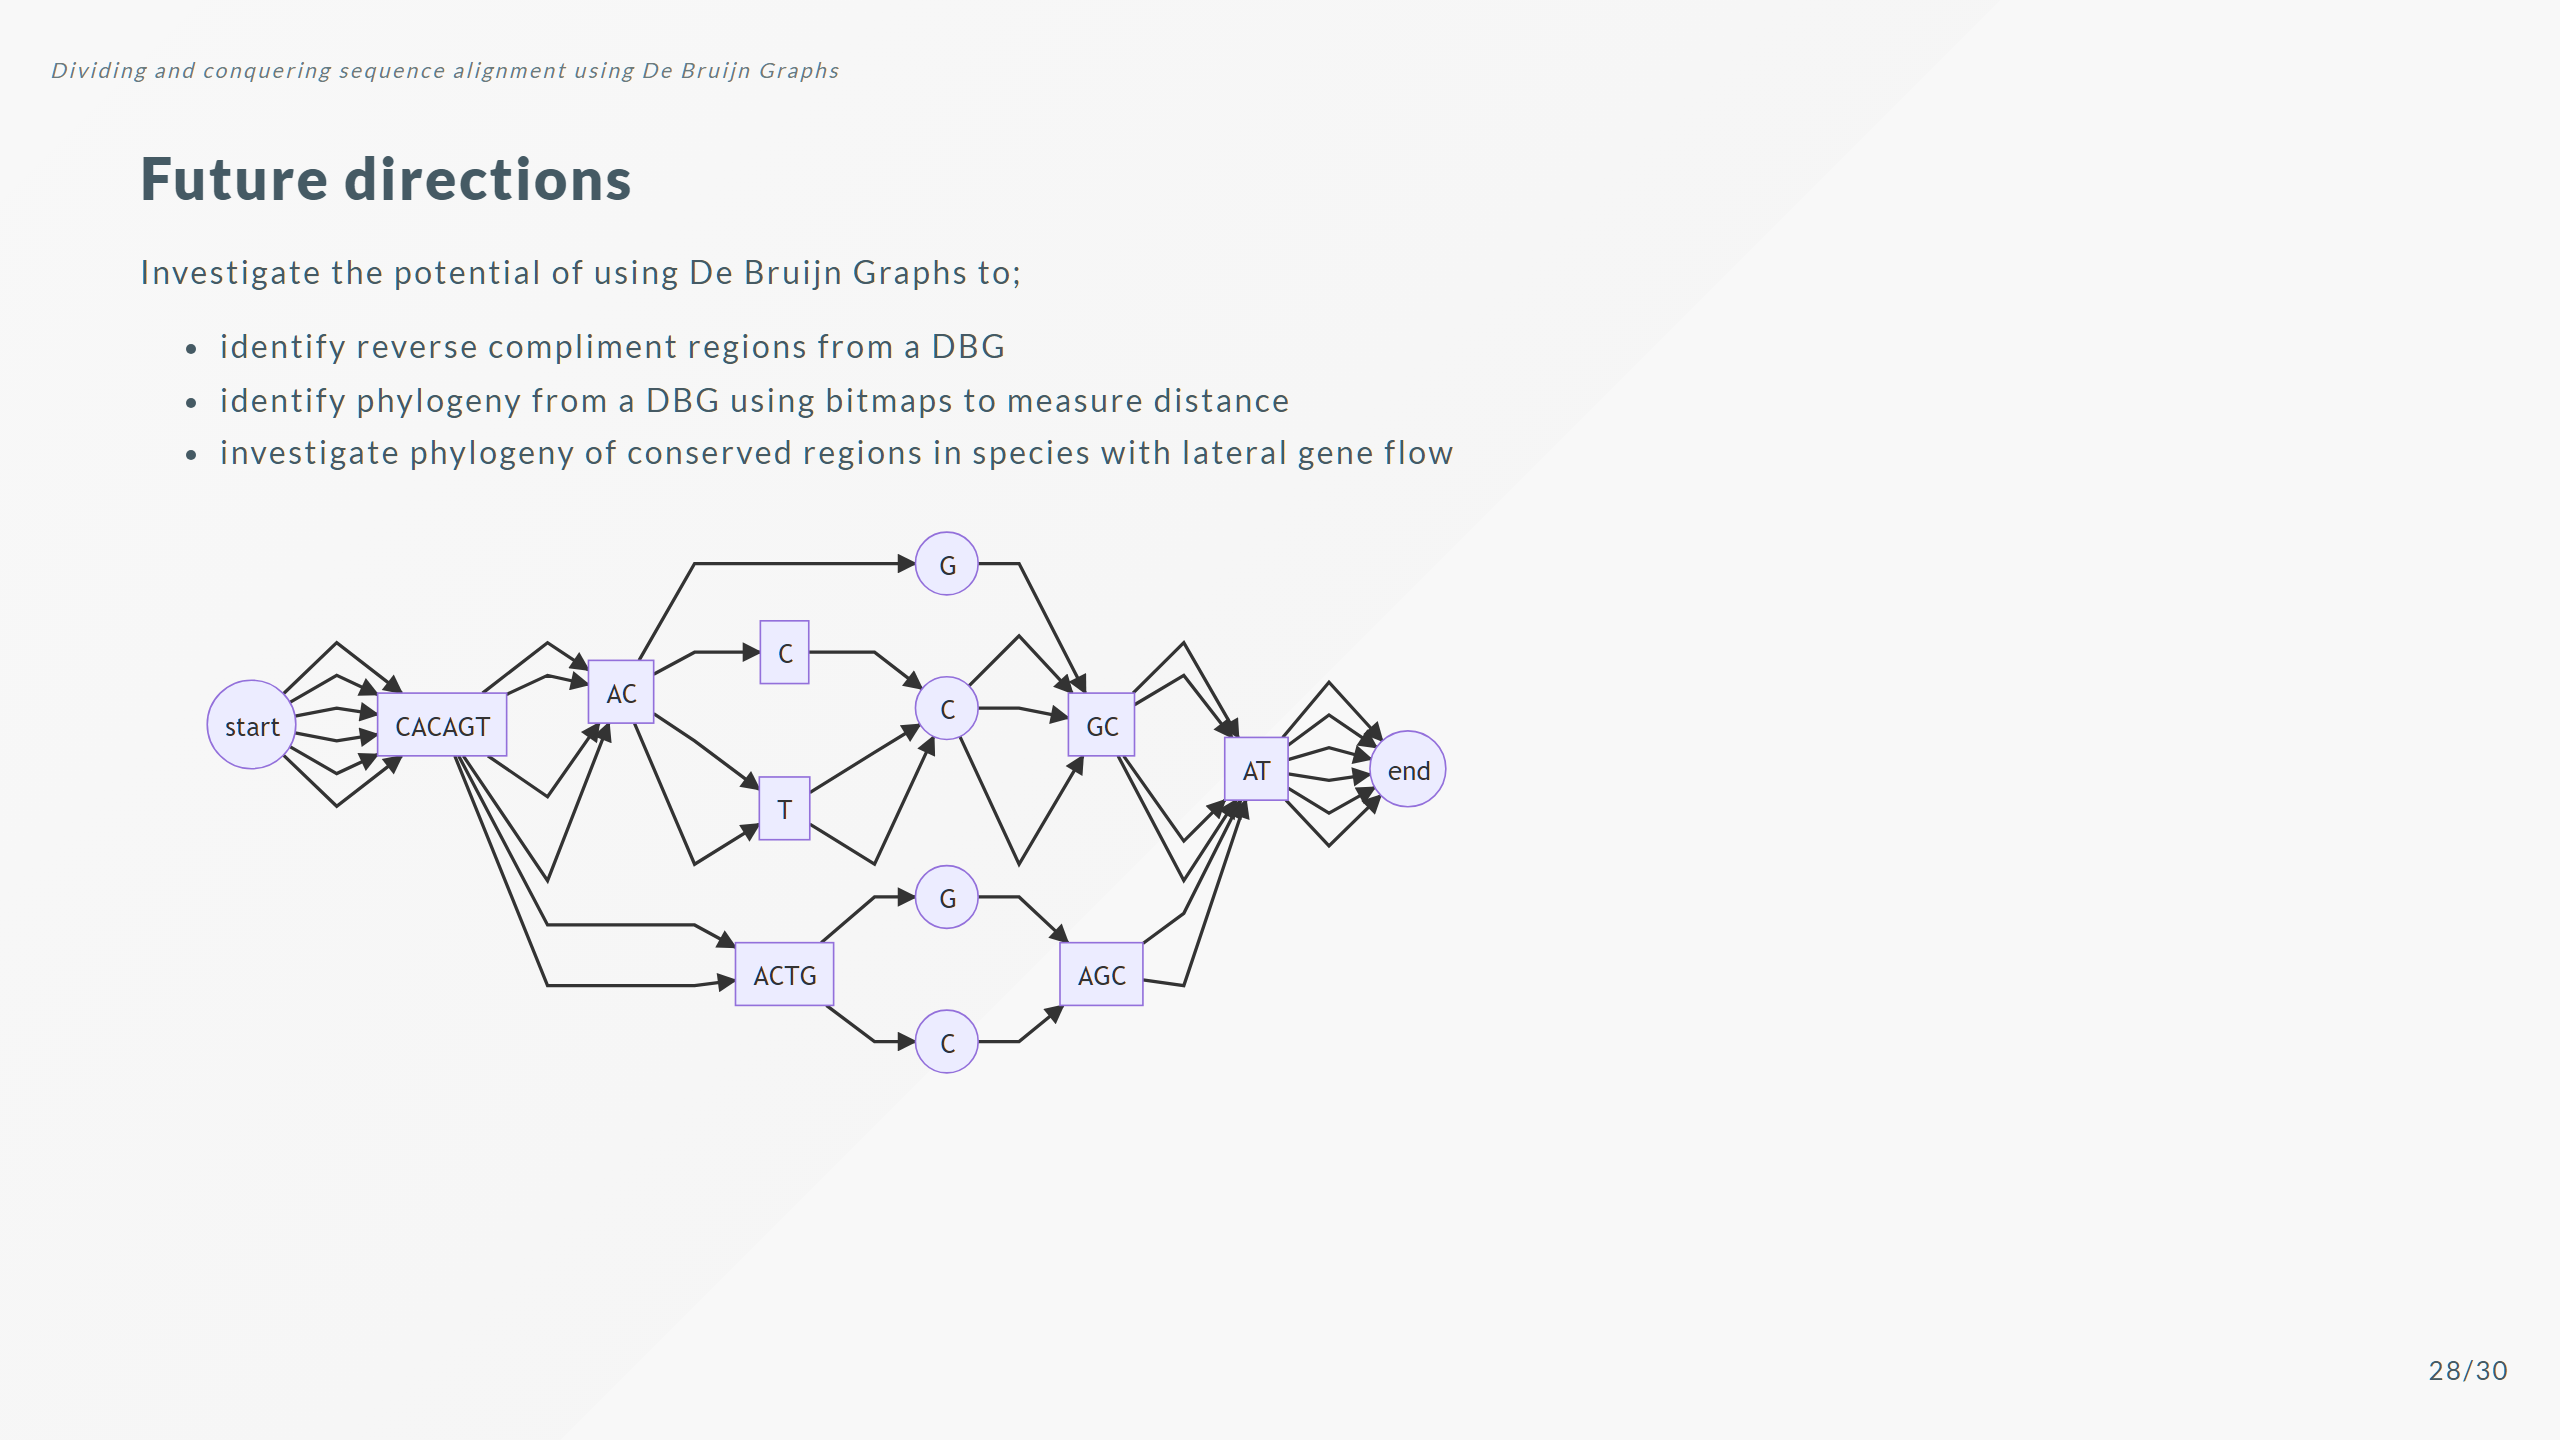 Dividing and conquering sequence alignment using De Bruijn Graphs
Future directions
Investigate the potential of using De Bruijn Graphs to;
• identify reverse compliment regions from a DBG
• identify phylogeny from a DBG using bitmaps to measure distance
• investigate phylogeny of conserved regions in species with lateral gene flow
G
C
AC
C
start
CACAGT
GC
AT
end
T
G
ACTG
AGC
C
28/30